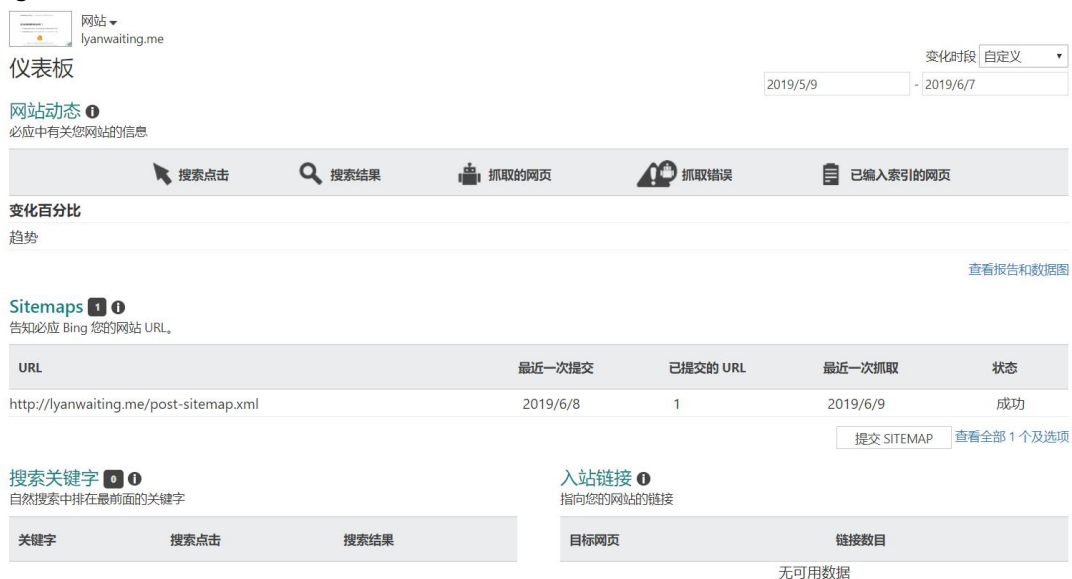 网站
lyanwaiting.me
仪表板
变化时段 自定义
2019/5/9 - 2019/6/7
网站动态
必应中有关您网站的信息
搜索点击 搜索结果 抓取的网页 抓取错误 已编入索引的网页
变化百分比
趋势
查看报告和数据图
Sitemaps 1
告知必应 Bing 您的网站 URL。
URL 最近一次提交 已提交的 URL 最近一次抓取 状态
http://lyanwaiting.me/post-sitemap.xml 2019/6/8 1 2019/6/9 成功
提交 SITEMAP 查看全部 1 个及选项
搜索关键字 0
自然搜索中排在最前面的关键字
关键字 搜索点击 搜索结果
入站链接
指向您的网站的链接
目标网页 链接数目
无可用数据